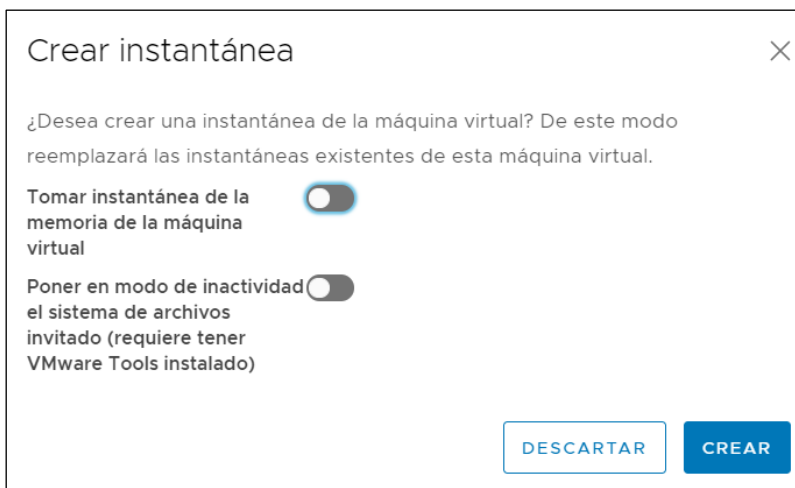 Crear instantánea
¿Desea crear una instantánea de la máquina virtual? De este modo
reemplazará las instantáneas existentes de esta máquina virtual.
Tomar instantánea de la
memoria de la máquina
virtual
Poner en modo de inactividad
el sistema de archivos
invitado (requiere tener
VMware Tools instalado)
DESCARTAR
CREAR